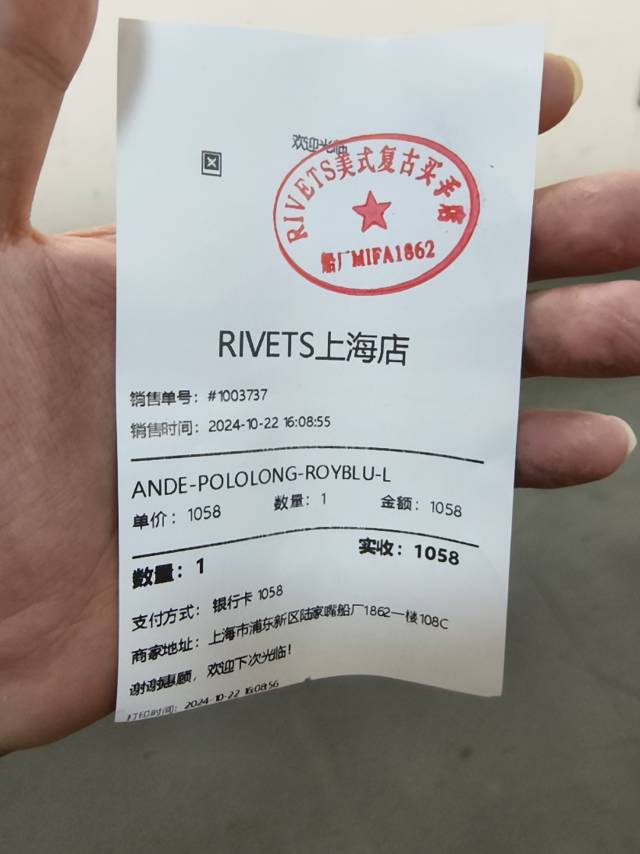 欢迎光临
RIVETS美式复古买手店
船厂MIFA1862
RIVETS上海店
销售单号：#1003737
销售时间：2024-10-22 16:08:55
ANDE-POLOLONG-ROYBLU-L
单价：1058 数量：1 金额：1058
数量：1 实收：1058
支付方式：银行卡 1058
商家地址：上海市浦东新区陆家嘴船厂1862一楼108C
谢谢惠顾，欢迎下次光临！
打印时间：2024-10-22 16:08:56